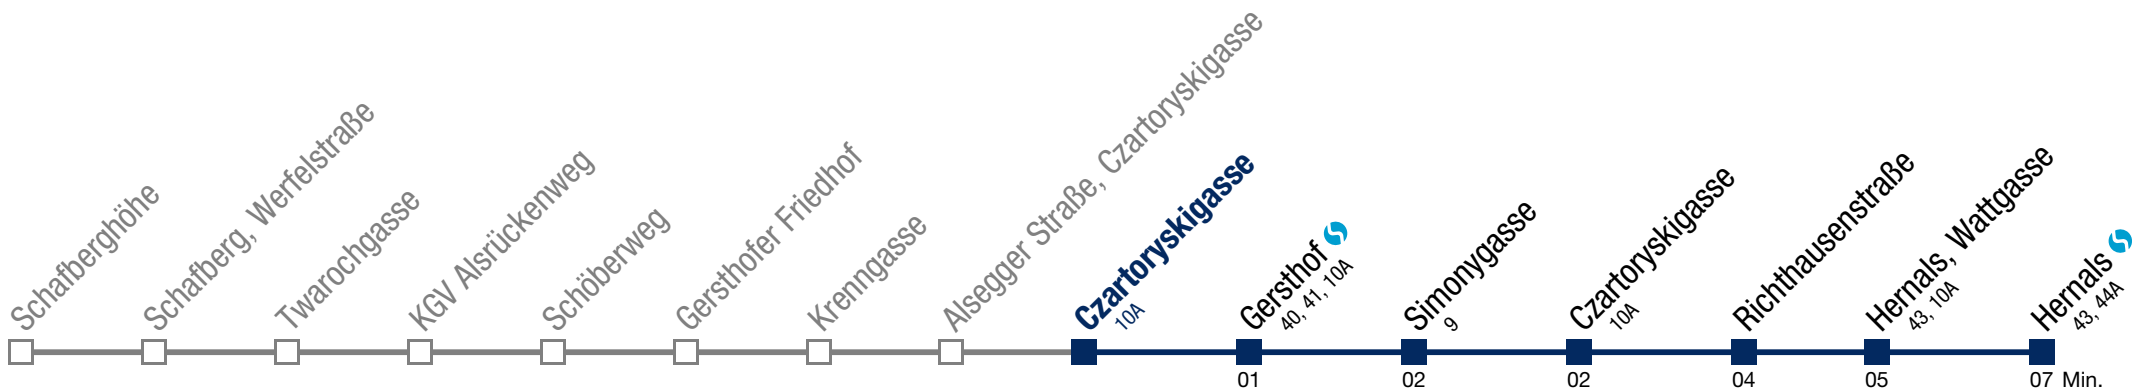 Schafberghöhe
Schafberg, Werfelstraße
Twarochgasse
KGV Alsrückenweg
Schöberweg
Gersthofer Friedhof
Krenngasse
Alsegger Straße, Czartoryskigasse
Czartoryskigasse
10A
Gersthof
40, 41, 10A
Simonygasse
9
Czartoryskigasse
10A
Richthausenstraße
Hernals, Wattgasse
43, 10A
Hernals
43, 44A
01 02 02 04 05 07 Min.